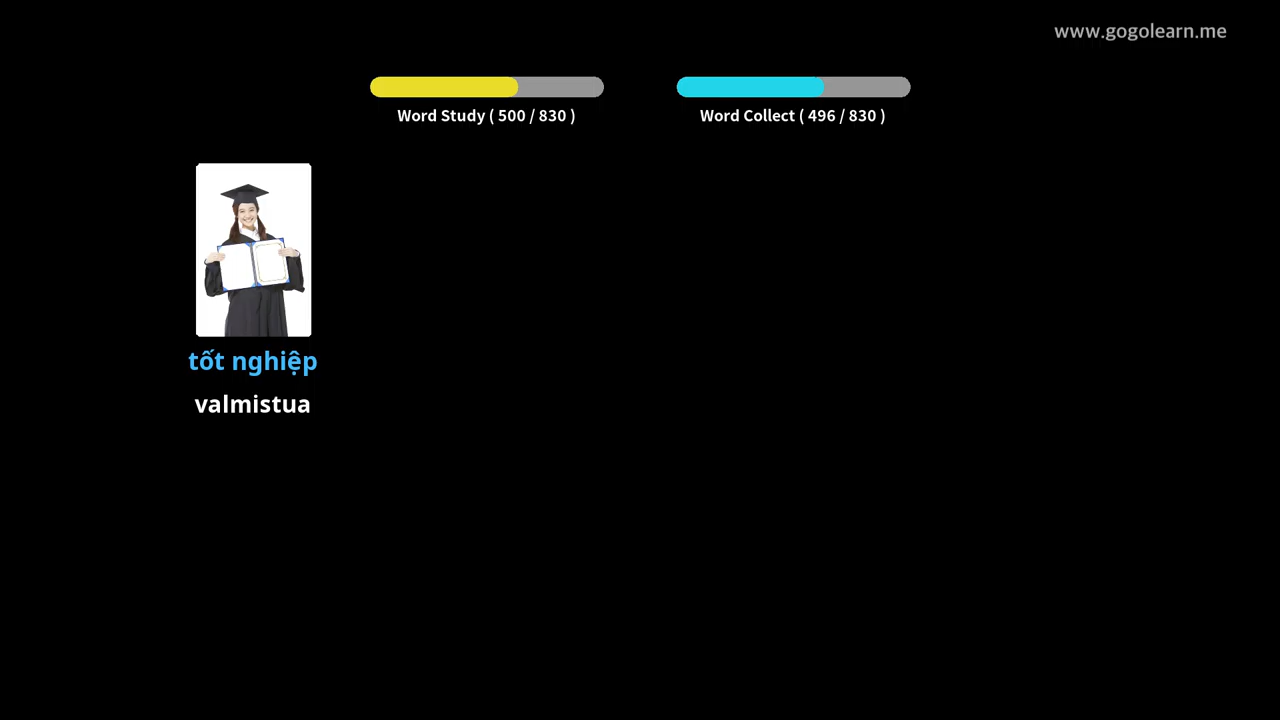 www.gogolearn.me
Word Study ( 500 / 830 )
Word Collect ( 496 / 830 )
tốt nghiệp
valmistua